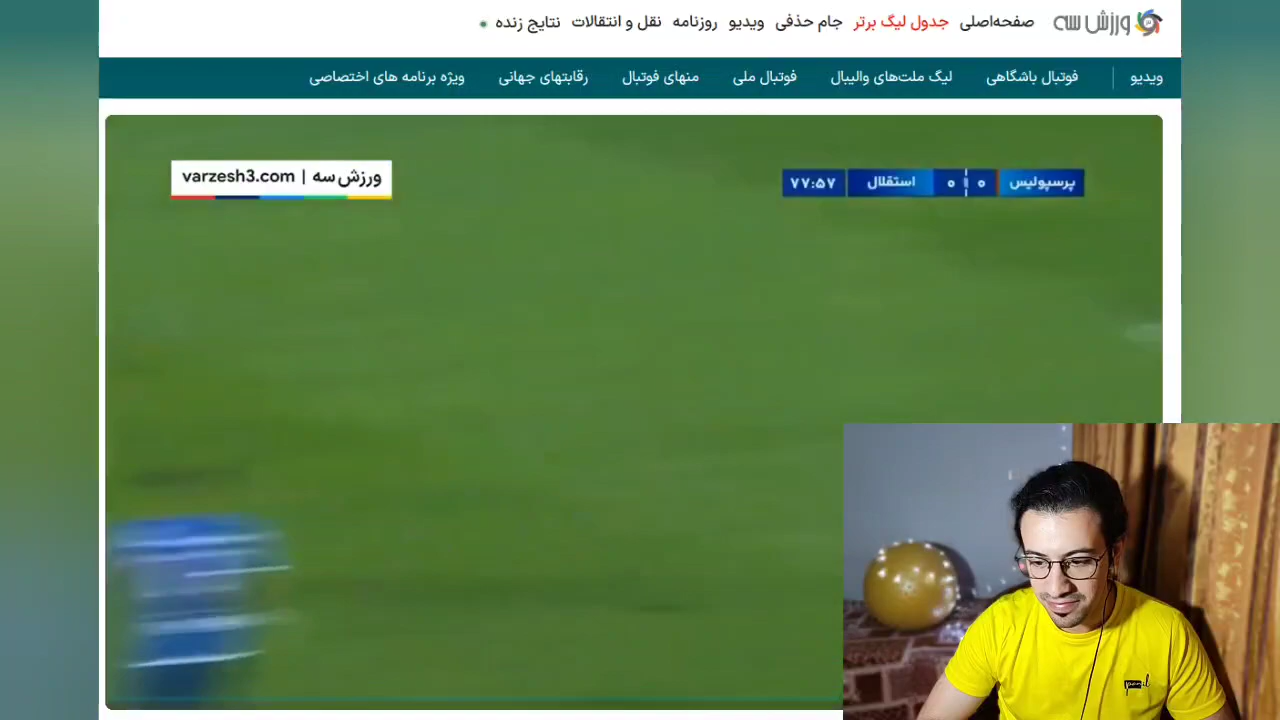 ورزش سه صفحه‌اصلی جدول لیگ برتر جام حذفی ویدیو روزنامه نقل و انتقالات نتایج زنده
ویدیو فوتبال باشگاهی لیگ ملت‌های والیبال فوتبال ملی منهای فوتبال رقابتهای جهانی ویژه برنامه های اختصاصی
ورزش سه | varzesh3.com
پرسپولیس ۰ ۰ استقلال ۷۷:۵۷